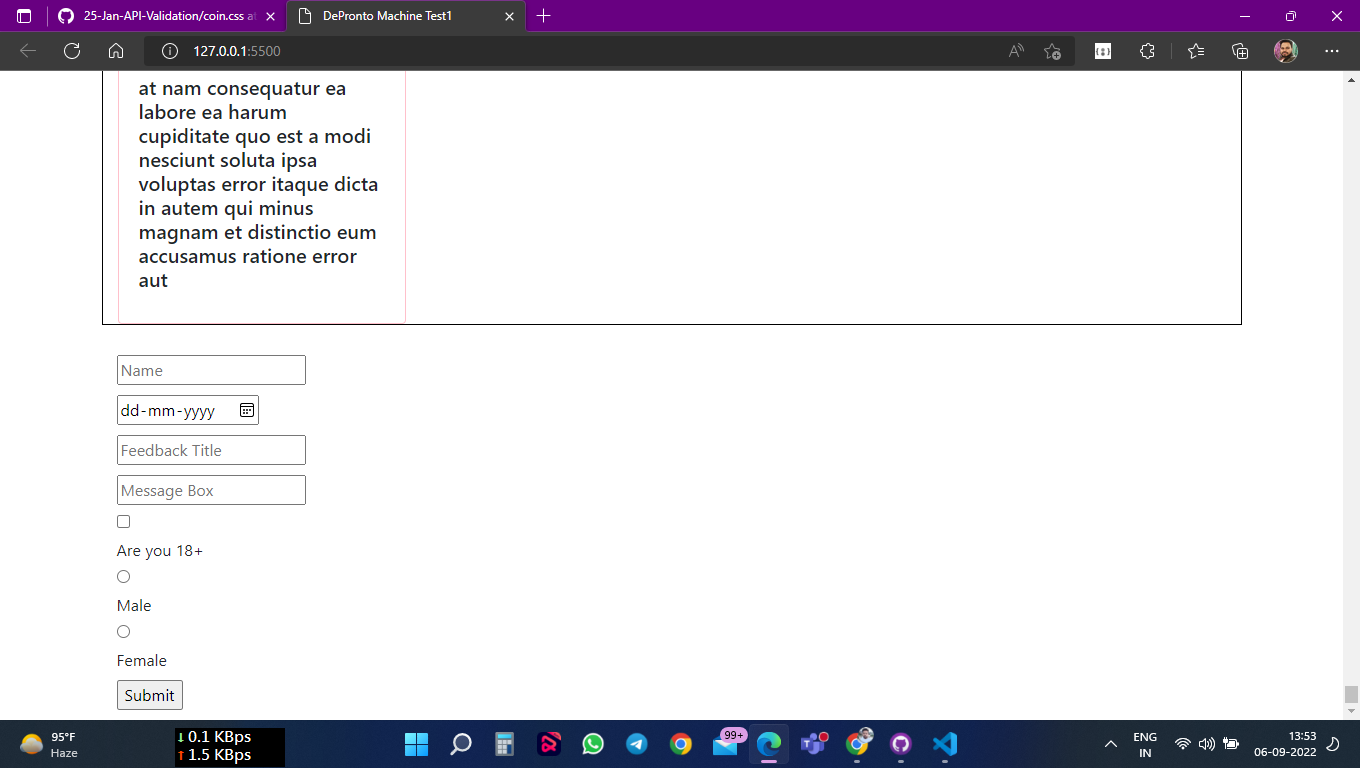 25-Jan-API-Validation/coin.css at
DePronto Machine Test1
127.0.0.1:5500
at nam consequatur ea
labore ea harum
cupiditate quo est a modi
nesciunt soluta ipsa
voluptas error itaque dicta
in autem qui minus
magnam et distinctio eum
accusamus ratione error
aut
Name
dd-mm-yyyy
Feedback Title
Message Box
Are you 18+
Male
Female
Submit
95°F
Haze
↓ 0.1 KBps
↑ 1.5 KBps
99+
ENG
IN
13:53
06-09-2022